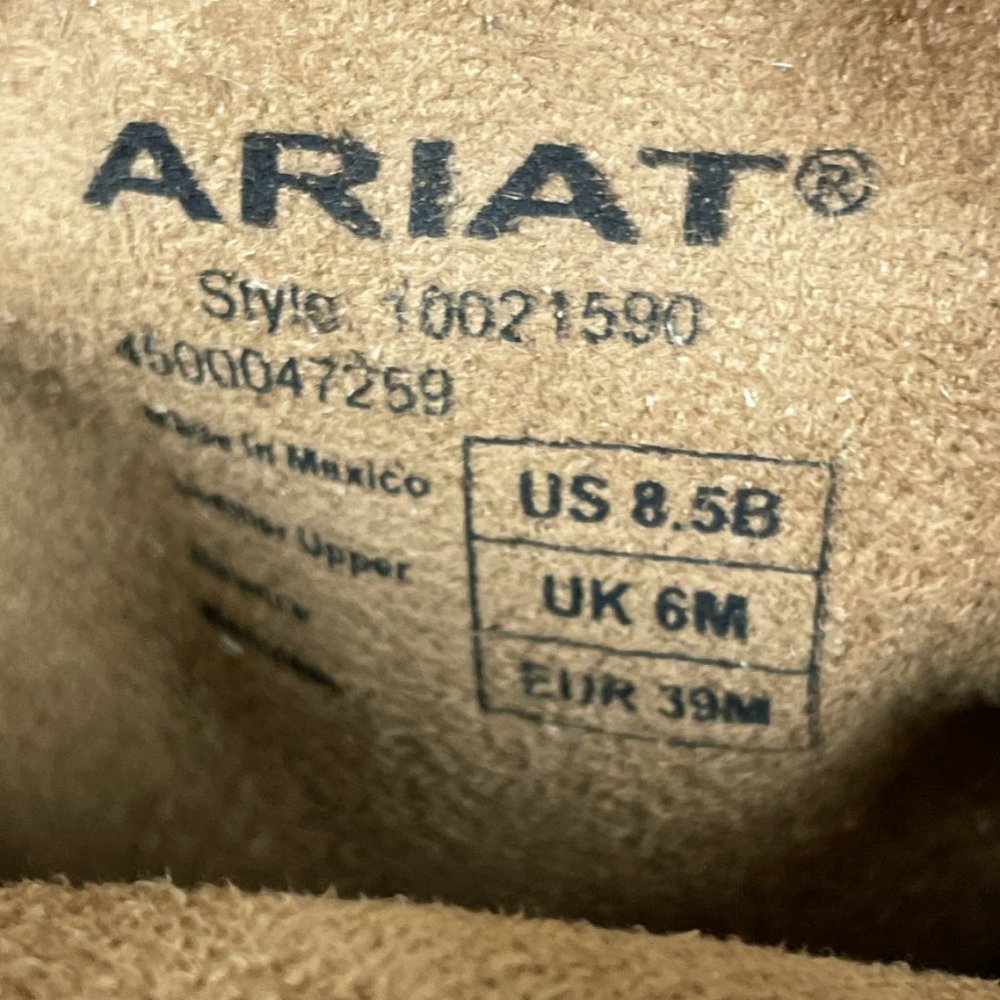 ARIAT®
Style 10021590
4500047259
Made in Mexico
Leather Upper
US 8.5B
UK 6M
EUR 39M